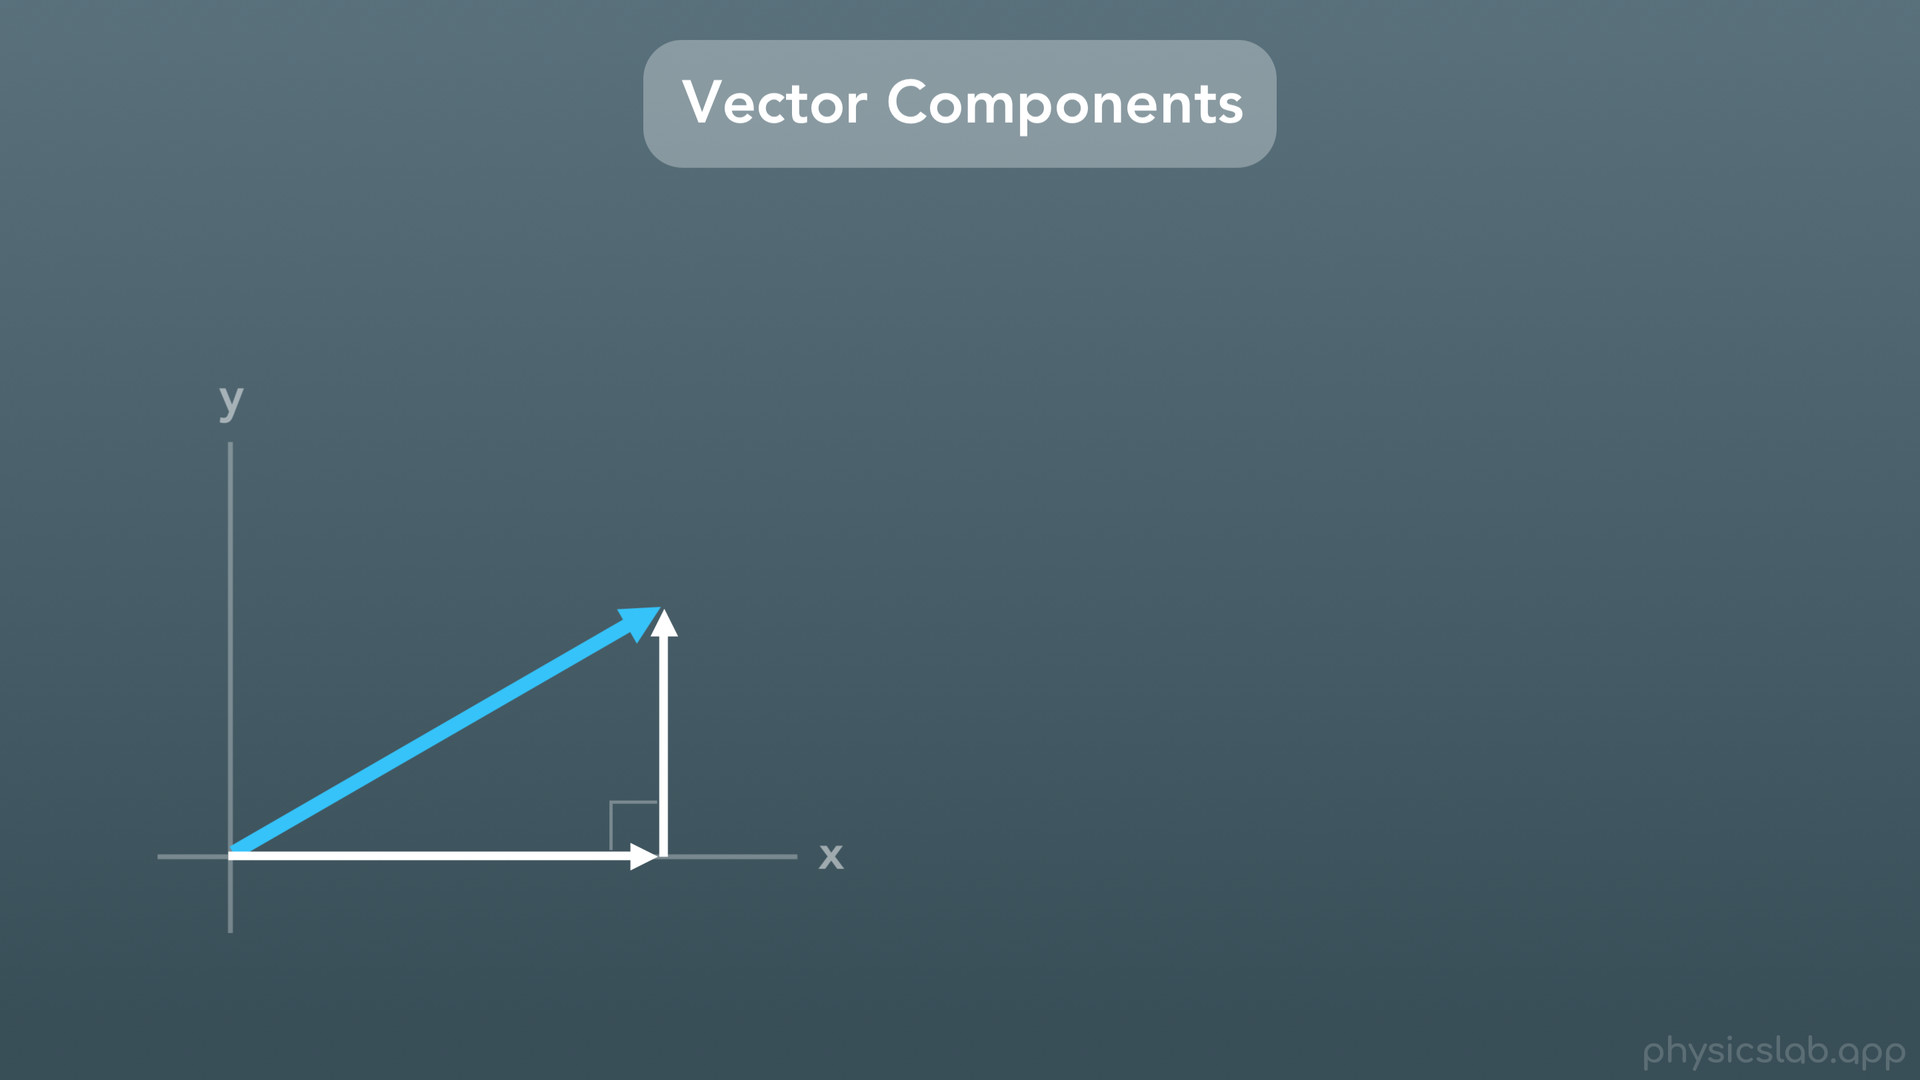 Vector Components
y
x
physicslab.app